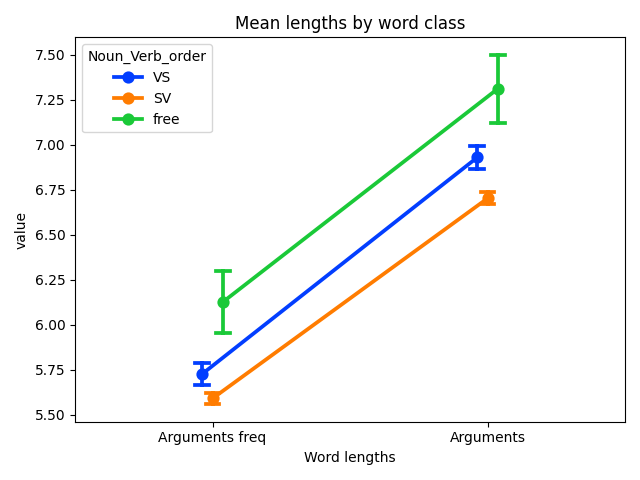 Mean lengths by word class
Noun_Verb_order
VS
SV
free
value
7.50
7.25
7.00
6.75
6.50
6.25
6.00
5.75
5.50
Arguments freq
Arguments
Word lengths